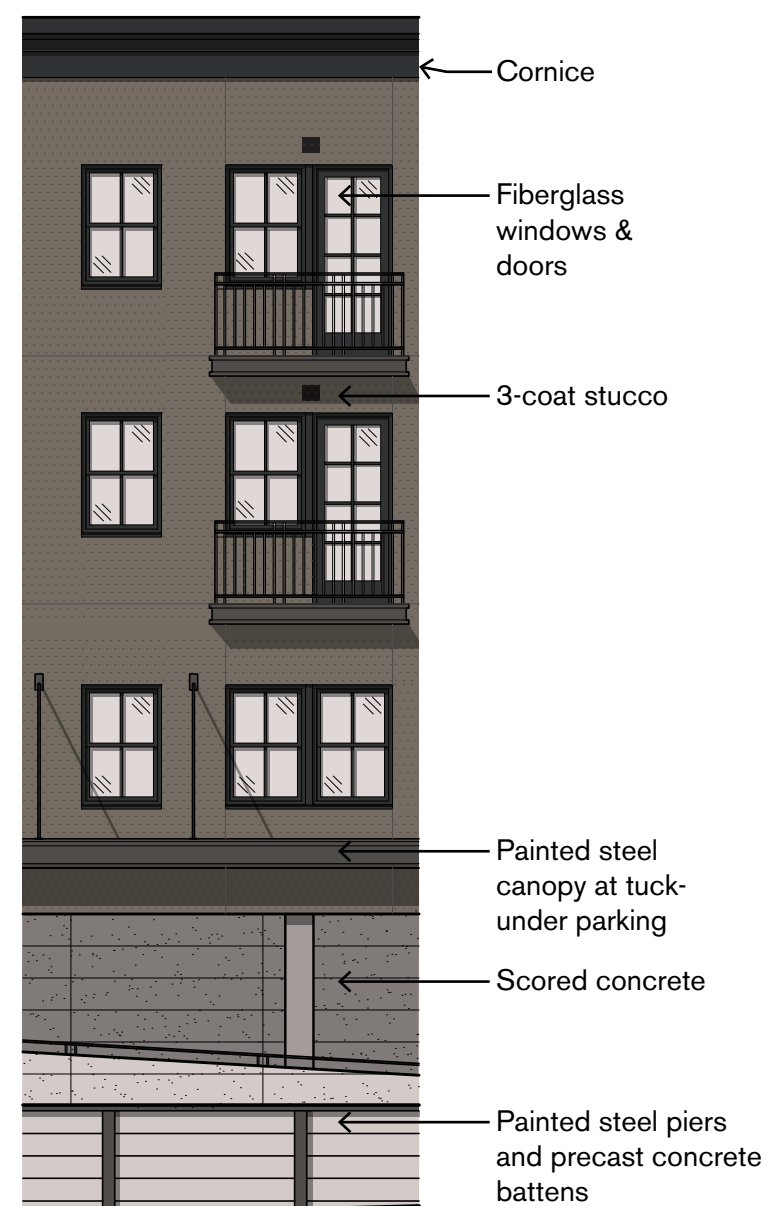 Cornice
Fiberglass
windows &
doors
3-coat stucco
Painted steel
canopy at tuck-
under parking
Scored concrete
Painted steel piers
and precast concrete
battens